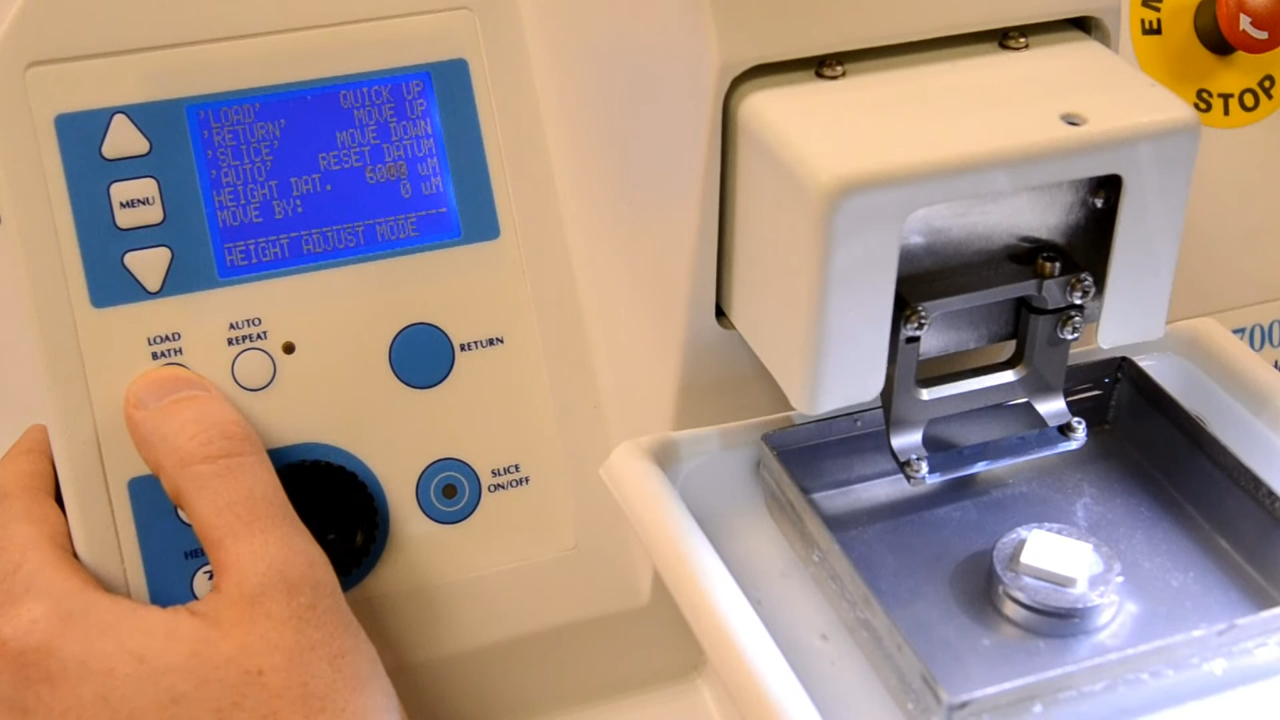 'LOAD' QUICK UP
'RETURN' MOVE UP
'SLICE' MOVE DOWN
'AUTO' RESET DATUM
HEIGHT DAT. uM
MOVE BY: 0 uM
HEIGHT ADJUST MODE
MENU
LOAD
BATH
AUTO
REPEAT
RETURN
SLICE
ON/OFF
STOP